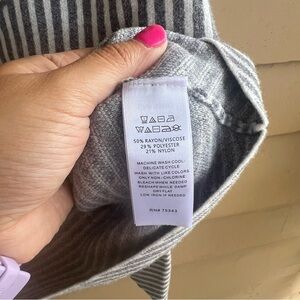 50% RAYON/VISCOSE
29% POLYESTER
21% NYLON
MACHINE WASH COOL
DELICATE CYCLE
WASH WITH LIKE COLORS
ONLY NON-CHLORINE
BLEACH WHEN NEEDED
RESHAPE WHILE DAMP
DRY FLAT
LOW IRON IF NEEDED
RN# 75343